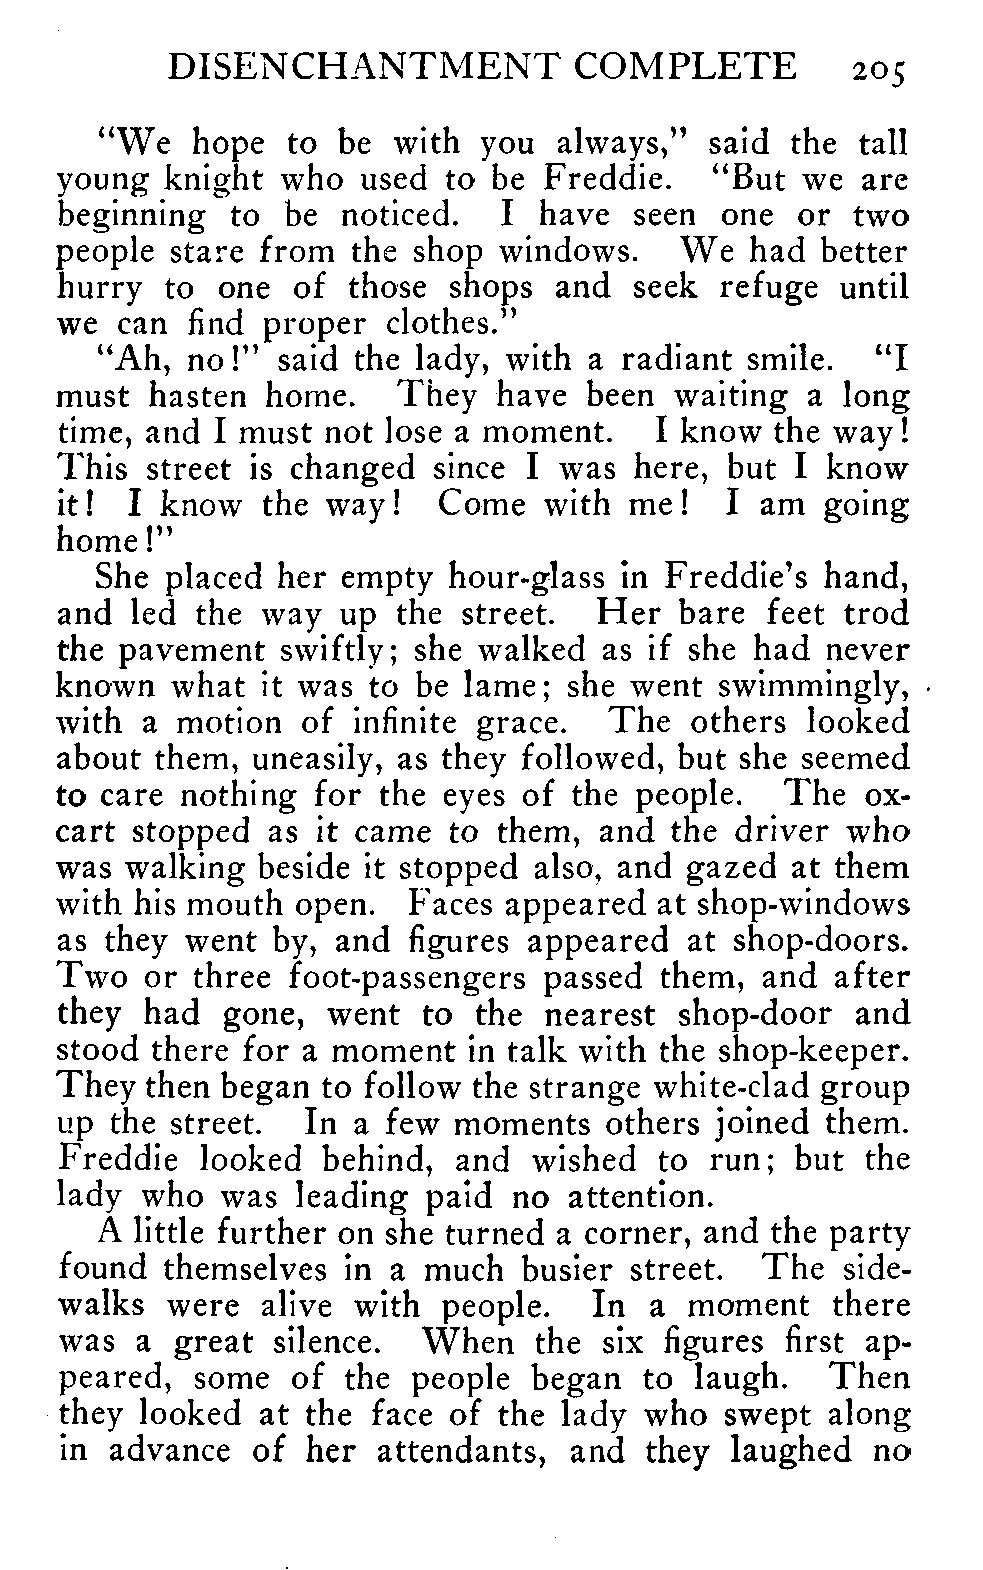 DISENCHANTMENT COMPLETE 205
"We hope to be with you always," said the tall
young knight who used to be Freddie. "But we are
beginning to be noticed. I have seen one or two
people stare from the shop windows. We had better
hurry to one of those shops and seek refuge until
we can find proper clothes."
"Ah, no!" said the lady, with a radiant smile. "I
must hasten home. They have been waiting a long
time, and I must not lose a moment. I know the way!
This street is changed since I was here, but I know
it! I know the way! Come with me! I am going
home!"
She placed her empty hour-glass in Freddie's hand,
and led the way up the street. Her bare feet trod
the pavement swiftly; she walked as if she had never
known what it was to be lame; she went swimmingly,
with a motion of infinite grace. The others looked
about them, uneasily, as they followed, but she seemed
to care nothing for the eyes of the people. The ox-
cart stopped as it came to them, and the driver who
was walking beside it stopped also, and gazed at them
with his mouth open. Faces appeared at shop-windows
as they went by, and figures appeared at shop-doors.
Two or three foot-passengers passed them, and after
they had gone, went to the nearest shop-door and
stood there for a moment in talk with the shop-keeper.
They then began to follow the strange white-clad group
up the street. In a few moments others joined them.
Freddie looked behind, and wished to run; but the
lady who was leading paid no attention.
A little further on she turned a corner, and the party
found themselves in a much busier street. The side-
walks were alive with people. In a moment there
was a great silence. When the six figures first ap-
peared, some of the people began to laugh. Then
they looked at the face of the lady who swept along
in advance of her attendants, and they laughed no